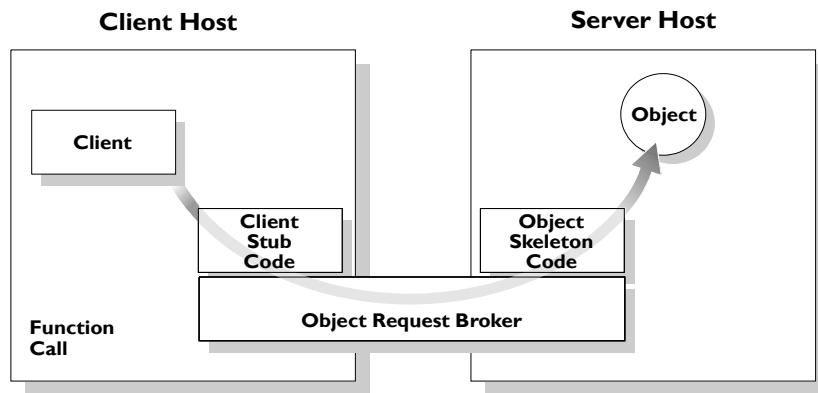 Client Host
Server Host
Client
Object
Client
Stub
Code
Object
Skeleton
Code
Object Request Broker
Function
Call